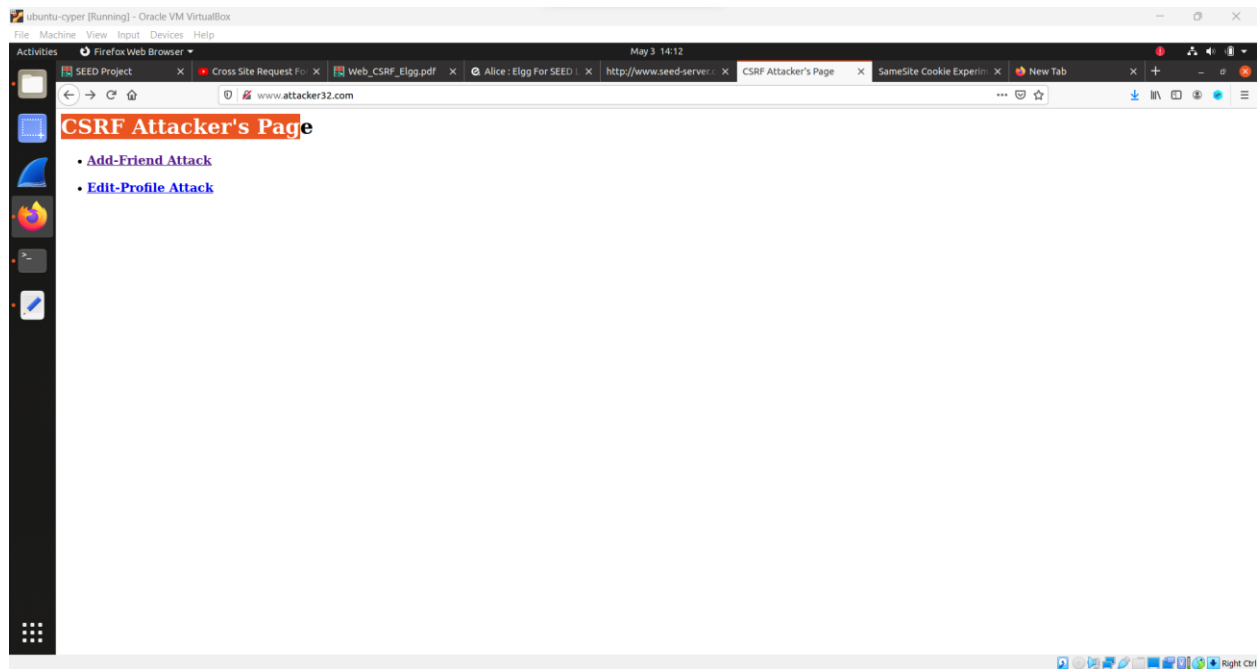 ubuntu-cyper [Running] - Oracle VM VirtualBox
File Machine View Input Devices Help
Activities Firefox Web Browser May 3 14:12
SEED Project Cross Site Request Fo Web_CSRF_Elgg.pdf Alice : Elgg For SEED L http://www.seed-server.c CSRF Attacker's Page SameSite Cookie Experim New Tab
www.attacker32.com
CSRF Attacker's Page
• Add-Friend Attack
• Edit-Profile Attack
Right Ctrl